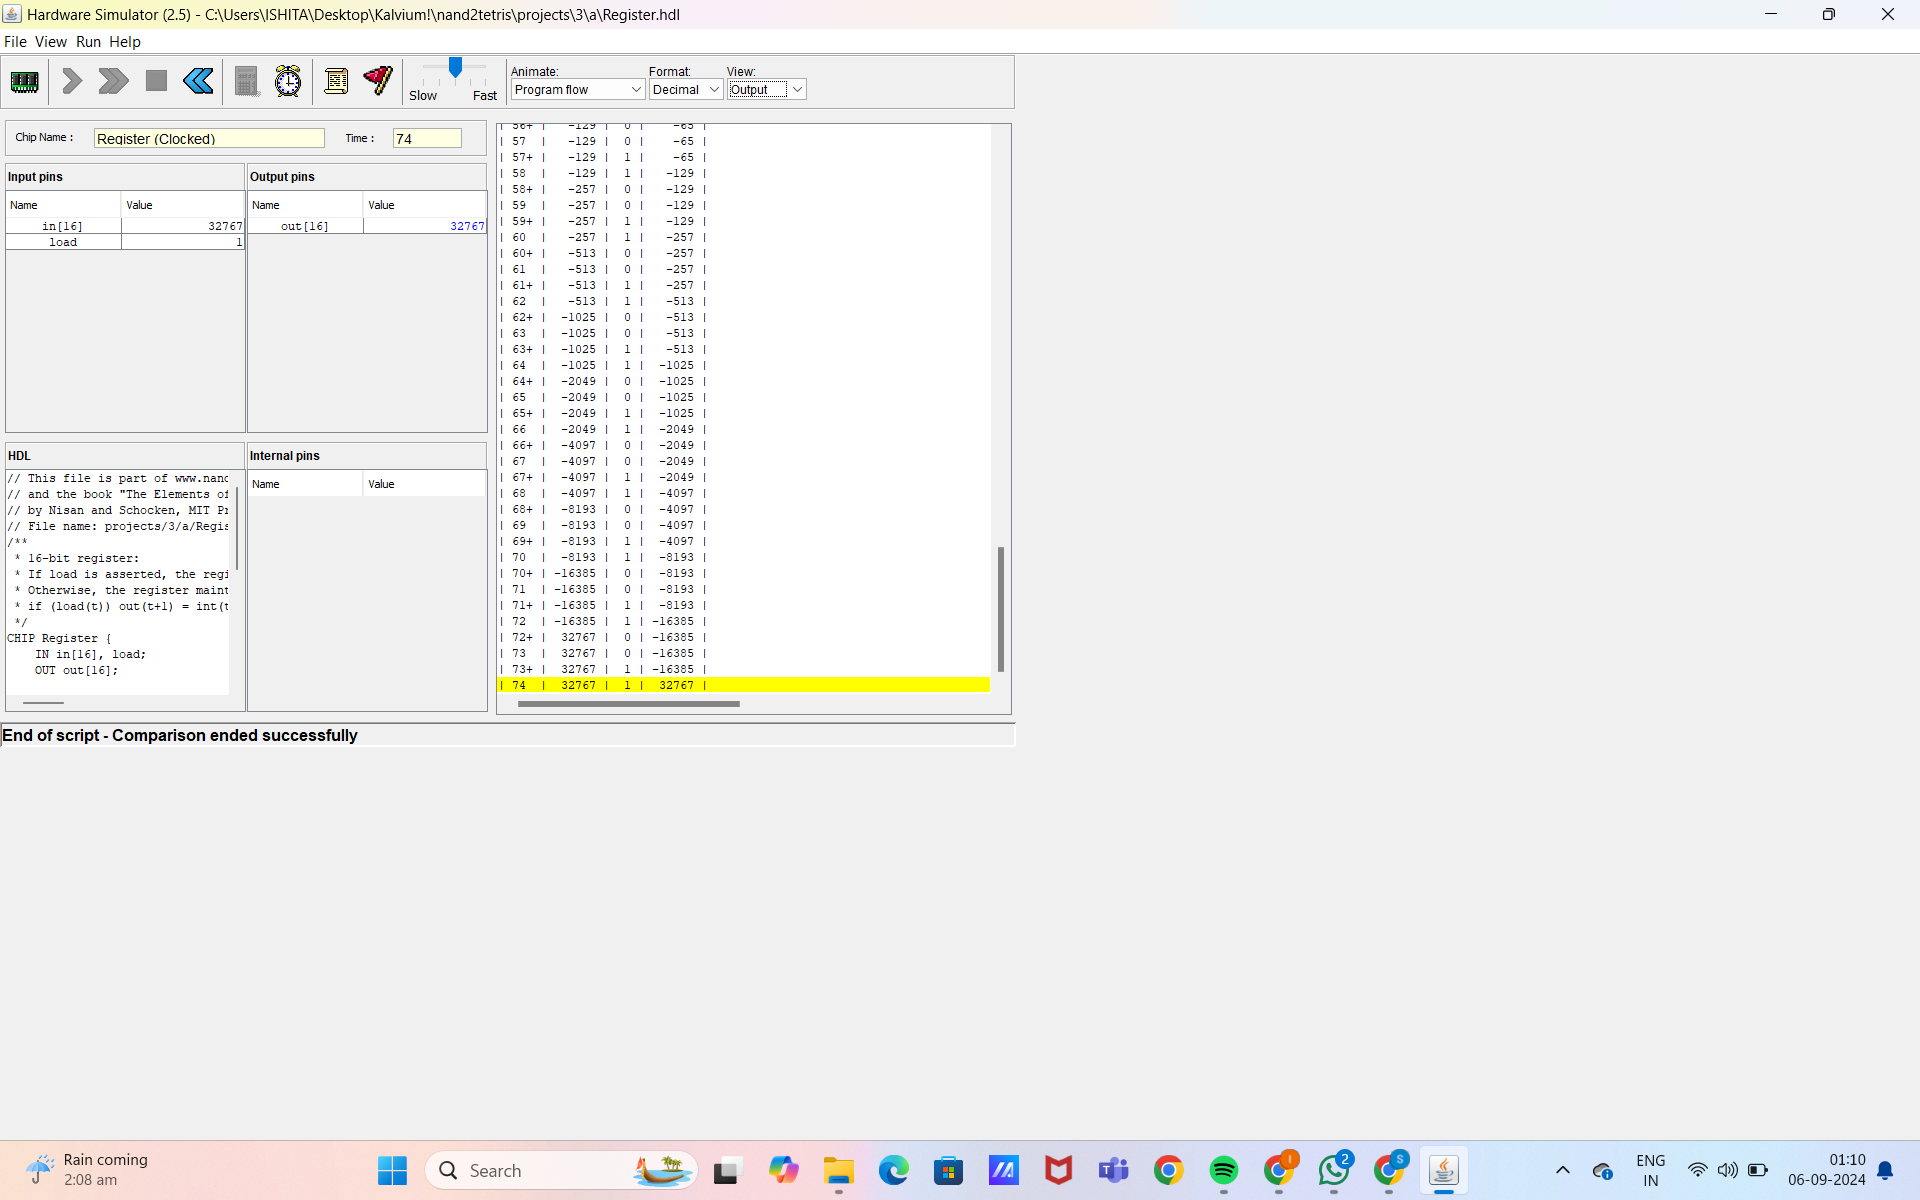 Hardware Simulator (2.5) - C:\Users\ISHITA\Desktop\Kalvium!\nand2tetris\projects\3\a\Register.hdl
File View Run Help
Slow Fast
Animate: Format: View:
Program flow Decimal Output
Chip Name : Register (Clocked) Time : 74
Input pins
Name Value
in[16] 32767
load 1
Output pins
Name Value
out[16] 32767
HDL
// This file is part of www.nand
// and the book "The Elements of
// by Nisan and Schocken, MIT Pr
// File name: projects/3/a/Regis
/**
* 16-bit register:
* If load is asserted, the regi
* Otherwise, the register maint
* if (load(t)) out(t+1) = int(t
*/
CHIP Register {
IN in[16], load;
OUT out[16];
Internal pins
Name Value
| 56+ | -129 | 0 | -65 |
| 57 | -129 | 0 | -65 |
| 57+ | -129 | 1 | -65 |
| 58 | -129 | 1 | -129 |
| 58+ | -257 | 0 | -129 |
| 59 | -257 | 0 | -129 |
| 59+ | -257 | 1 | -129 |
| 60 | -257 | 1 | -257 |
| 60+ | -513 | 0 | -257 |
| 61 | -513 | 0 | -257 |
| 61+ | -513 | 1 | -257 |
| 62 | -513 | 1 | -513 |
| 62+ | -1025 | 0 | -513 |
| 63 | -1025 | 0 | -513 |
| 63+ | -1025 | 1 | -513 |
| 64 | -1025 | 1 | -1025 |
| 64+ | -2049 | 0 | -1025 |
| 65 | -2049 | 0 | -1025 |
| 65+ | -2049 | 1 | -1025 |
| 66 | -2049 | 1 | -2049 |
| 66+ | -4097 | 0 | -2049 |
| 67 | -4097 | 0 | -2049 |
| 67+ | -4097 | 1 | -2049 |
| 68 | -4097 | 1 | -4097 |
| 68+ | -8193 | 0 | -4097 |
| 69 | -8193 | 0 | -4097 |
| 69+ | -8193 | 1 | -4097 |
| 70 | -8193 | 1 | -8193 |
| 70+ | -16385 | 0 | -8193 |
| 71 | -16385 | 0 | -8193 |
| 71+ | -16385 | 1 | -8193 |
| 72 | -16385 | 1 | -16385 |
| 72+ | 32767 | 0 | -16385 |
| 73 | 32767 | 0 | -16385 |
| 73+ | 32767 | 1 | -16385 |
| 74 | 32767 | 1 | 32767 |
End of script - Comparison ended successfully
Rain coming
2:08 am
Search
I
2
S
ENG
IN
01:10
06-09-2024